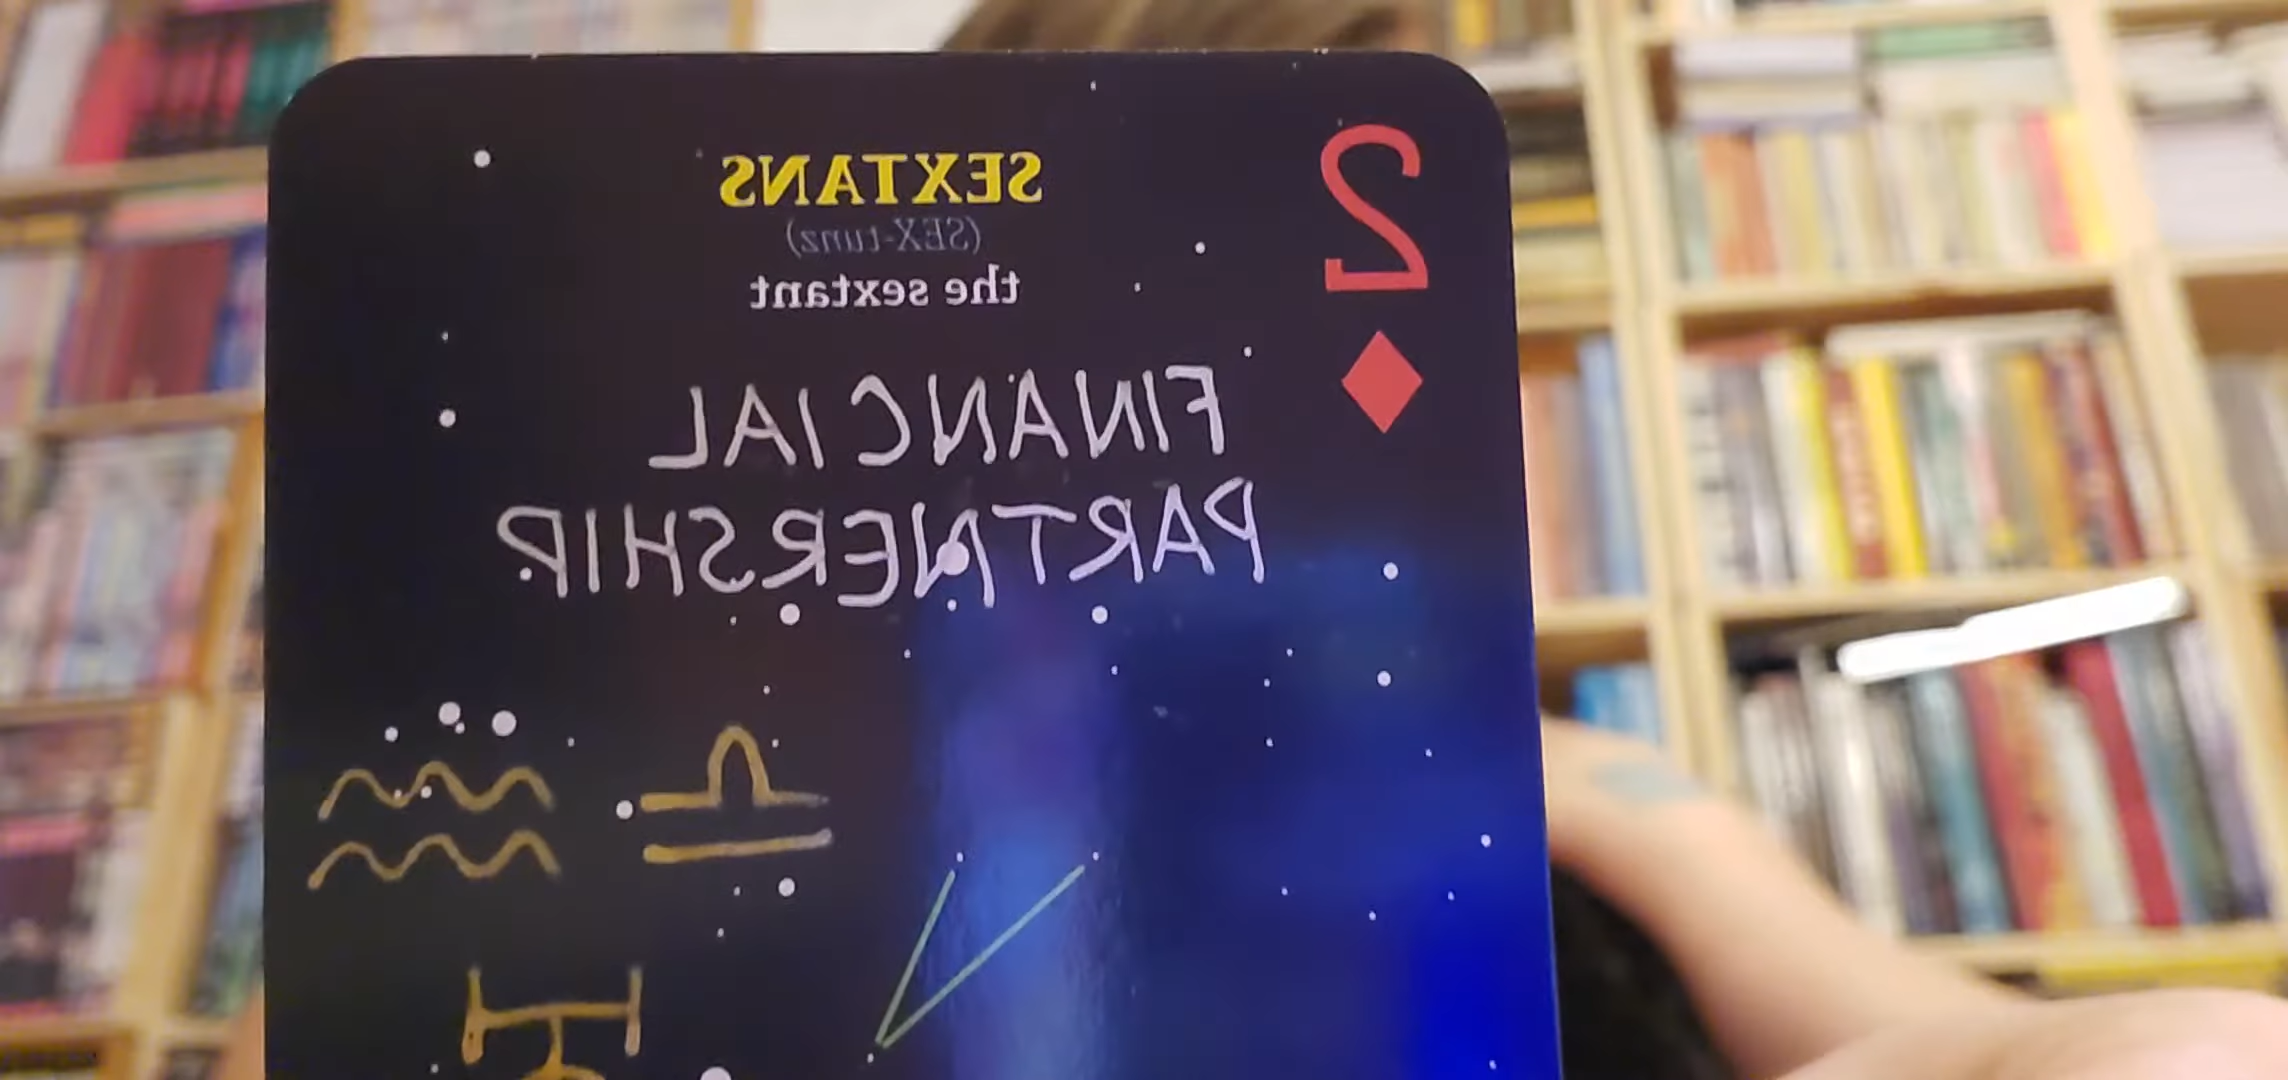 2
SEXTANS
(SEX-tunz)
the sextant
FINANCIAL
PARTNERSHIP